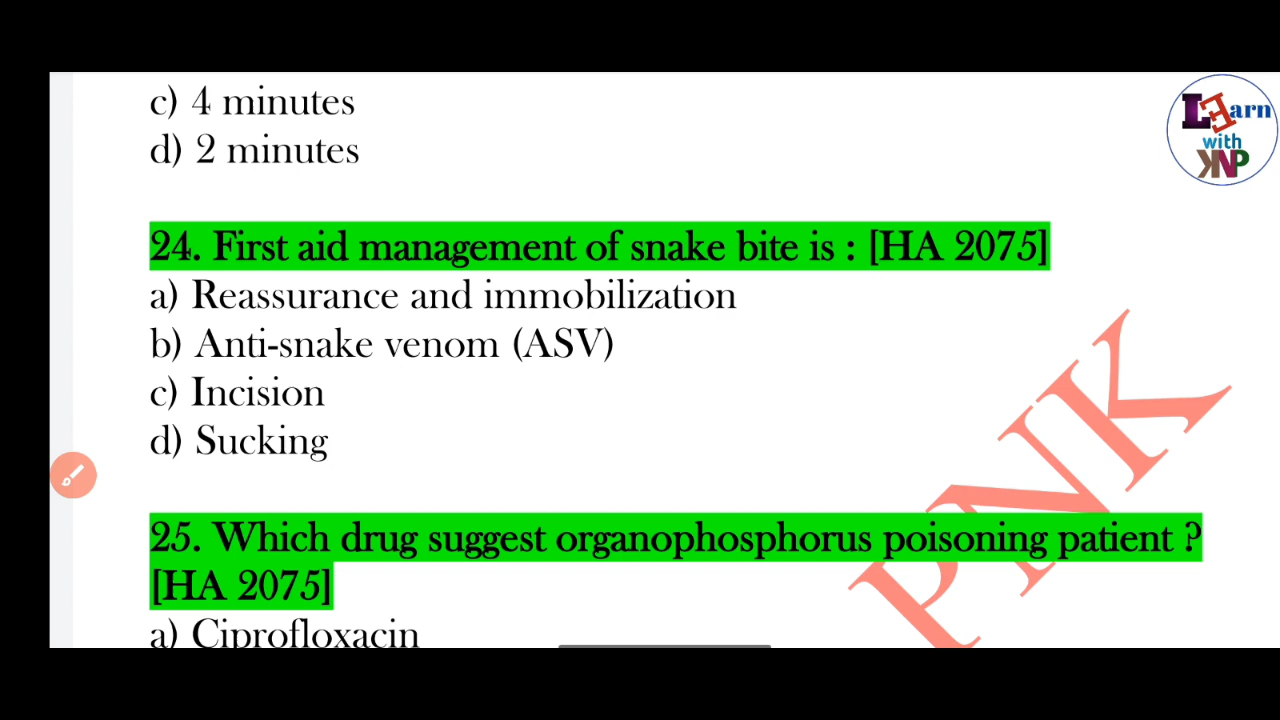 c) 4 minutes
d) 2 minutes
LEarn
with
KNP
24. First aid management of snake bite is : [HA 2075]
a) Reassurance and immobilization
b) Anti-snake venom (ASV)
c) Incision
d) Sucking
25. Which drug suggest organophosphorus poisoning patient ?
[HA 2075]
a) Ciprofloxacin
PNK